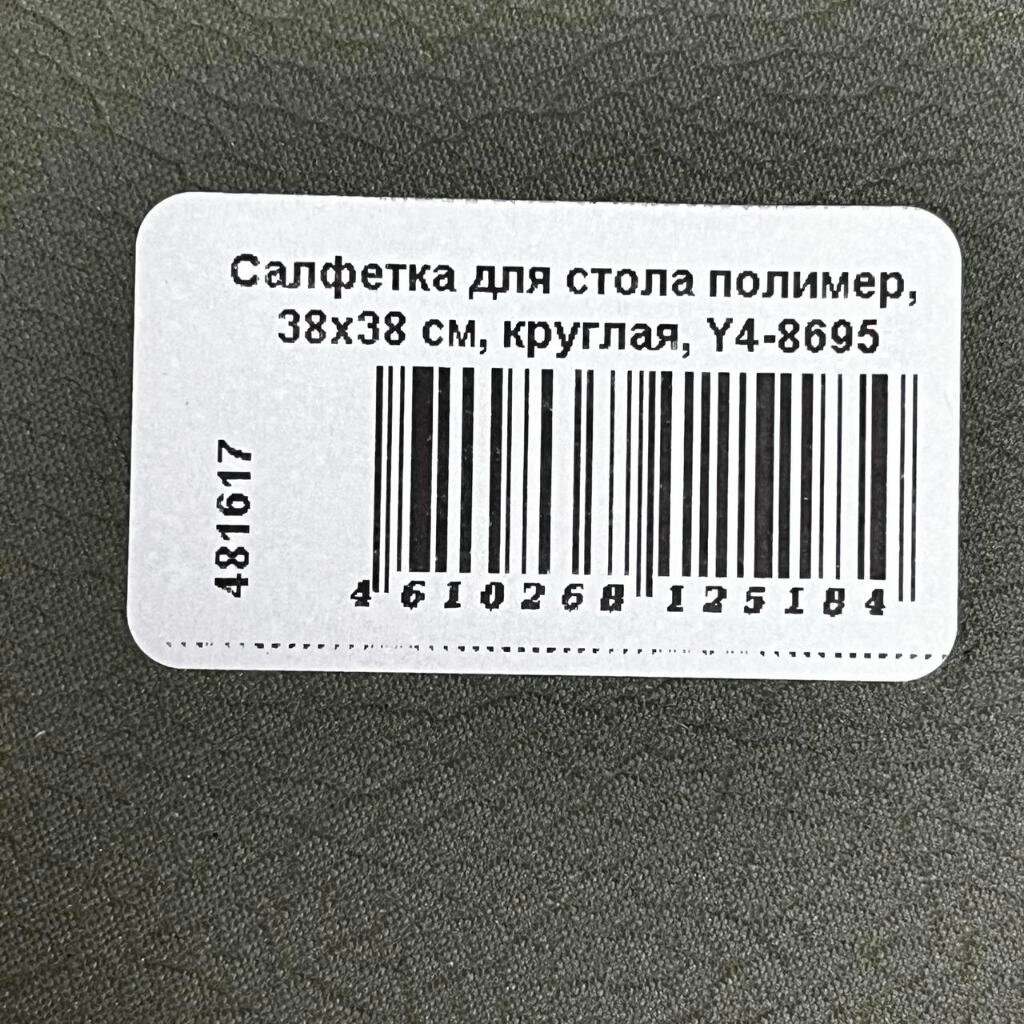 Салфетка для стола полимер,
38x38 см, круглая, Y4-8695
481617
4 610268 125184